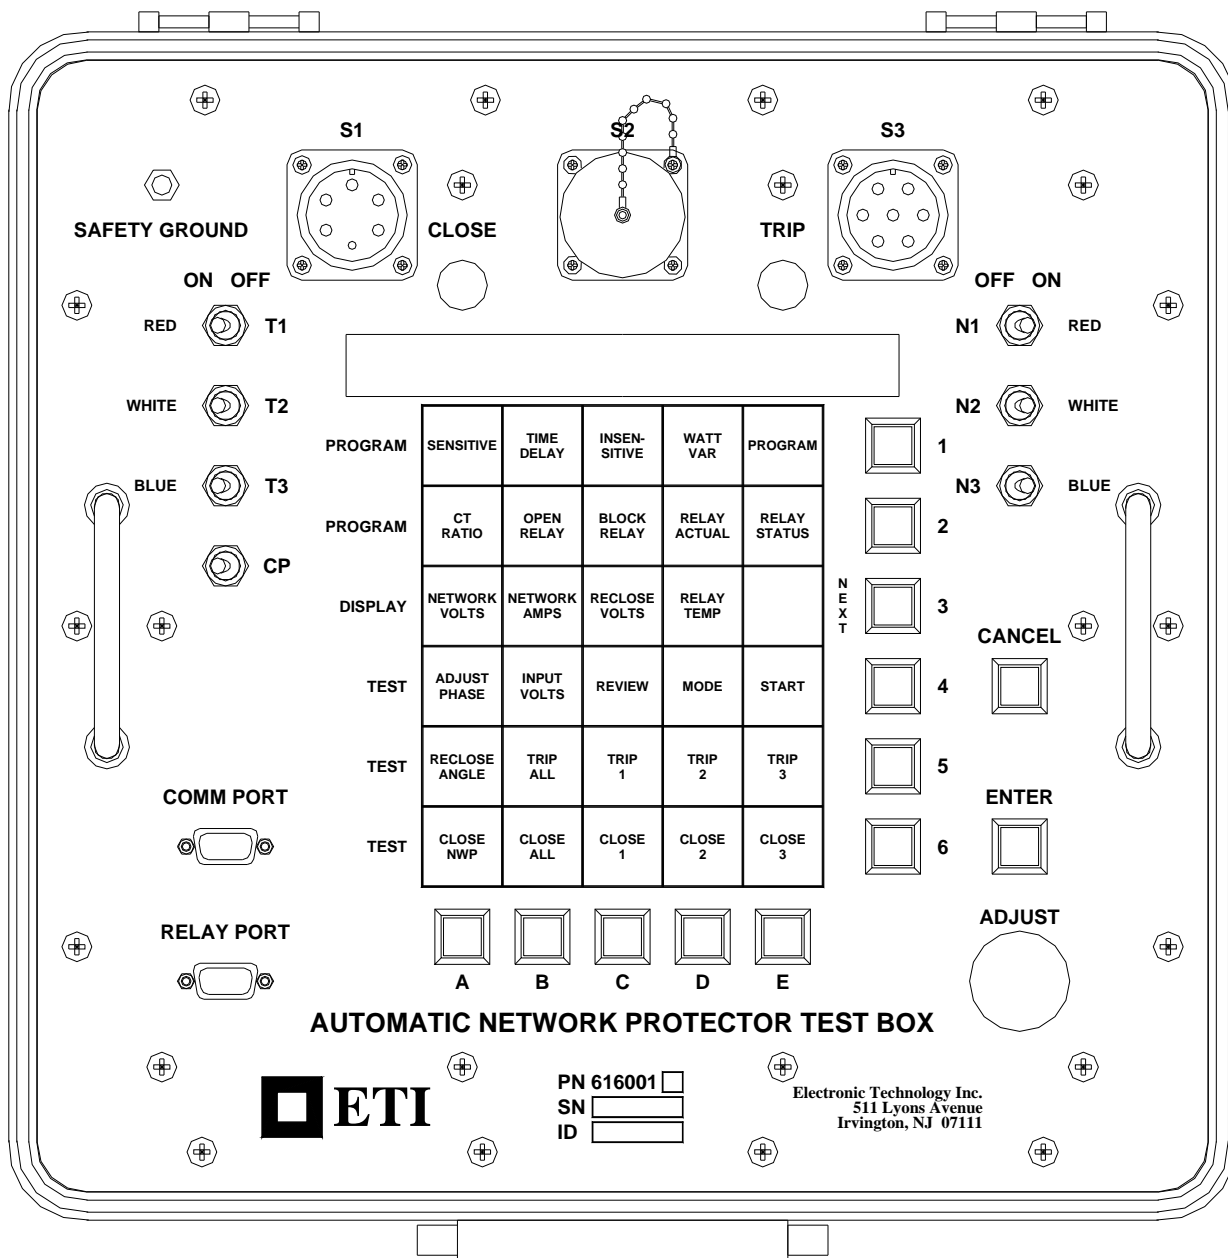 S1 S2 S3
SAFETY GROUND CLOSE TRIP
ON OFF OFF ON
RED T1 N1 RED
WHITE T2 N2 WHITE
BLUE T3 N3 BLUE
CP
PROGRAM SENSITIVE TIME DELAY INSEN-SITIVE WATT VAR PROGRAM 1
PROGRAM CT RATIO OPEN RELAY BLOCK RELAY RELAY ACTUAL RELAY STATUS 2
DISPLAY NETWORK VOLTS NETWORK AMPS RECLOSE VOLTS RELAY TEMP NEXT 3
CANCEL
TEST ADJUST PHASE INPUT VOLTS REVIEW MODE START 4
TEST RECLOSE ANGLE TRIP ALL TRIP 1 TRIP 2 TRIP 3 5
COMM PORT ENTER
TEST CLOSE NWP CLOSE ALL CLOSE 1 CLOSE 2 CLOSE 3 6
RELAY PORT ADJUST
A B C D E
AUTOMATIC NETWORK PROTECTOR TEST BOX
ETI
PN 616001
SN
ID
Electronic Technology Inc.
511 Lyons Avenue
Irvington, NJ 07111